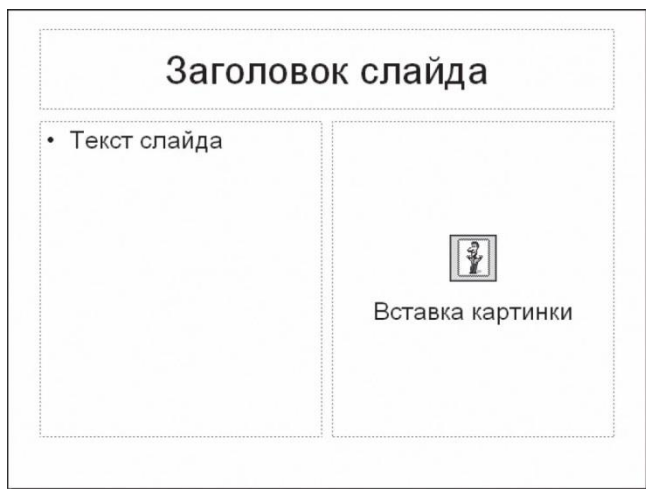 Заголовок слайда
• Текст слайда
Вставка картинки